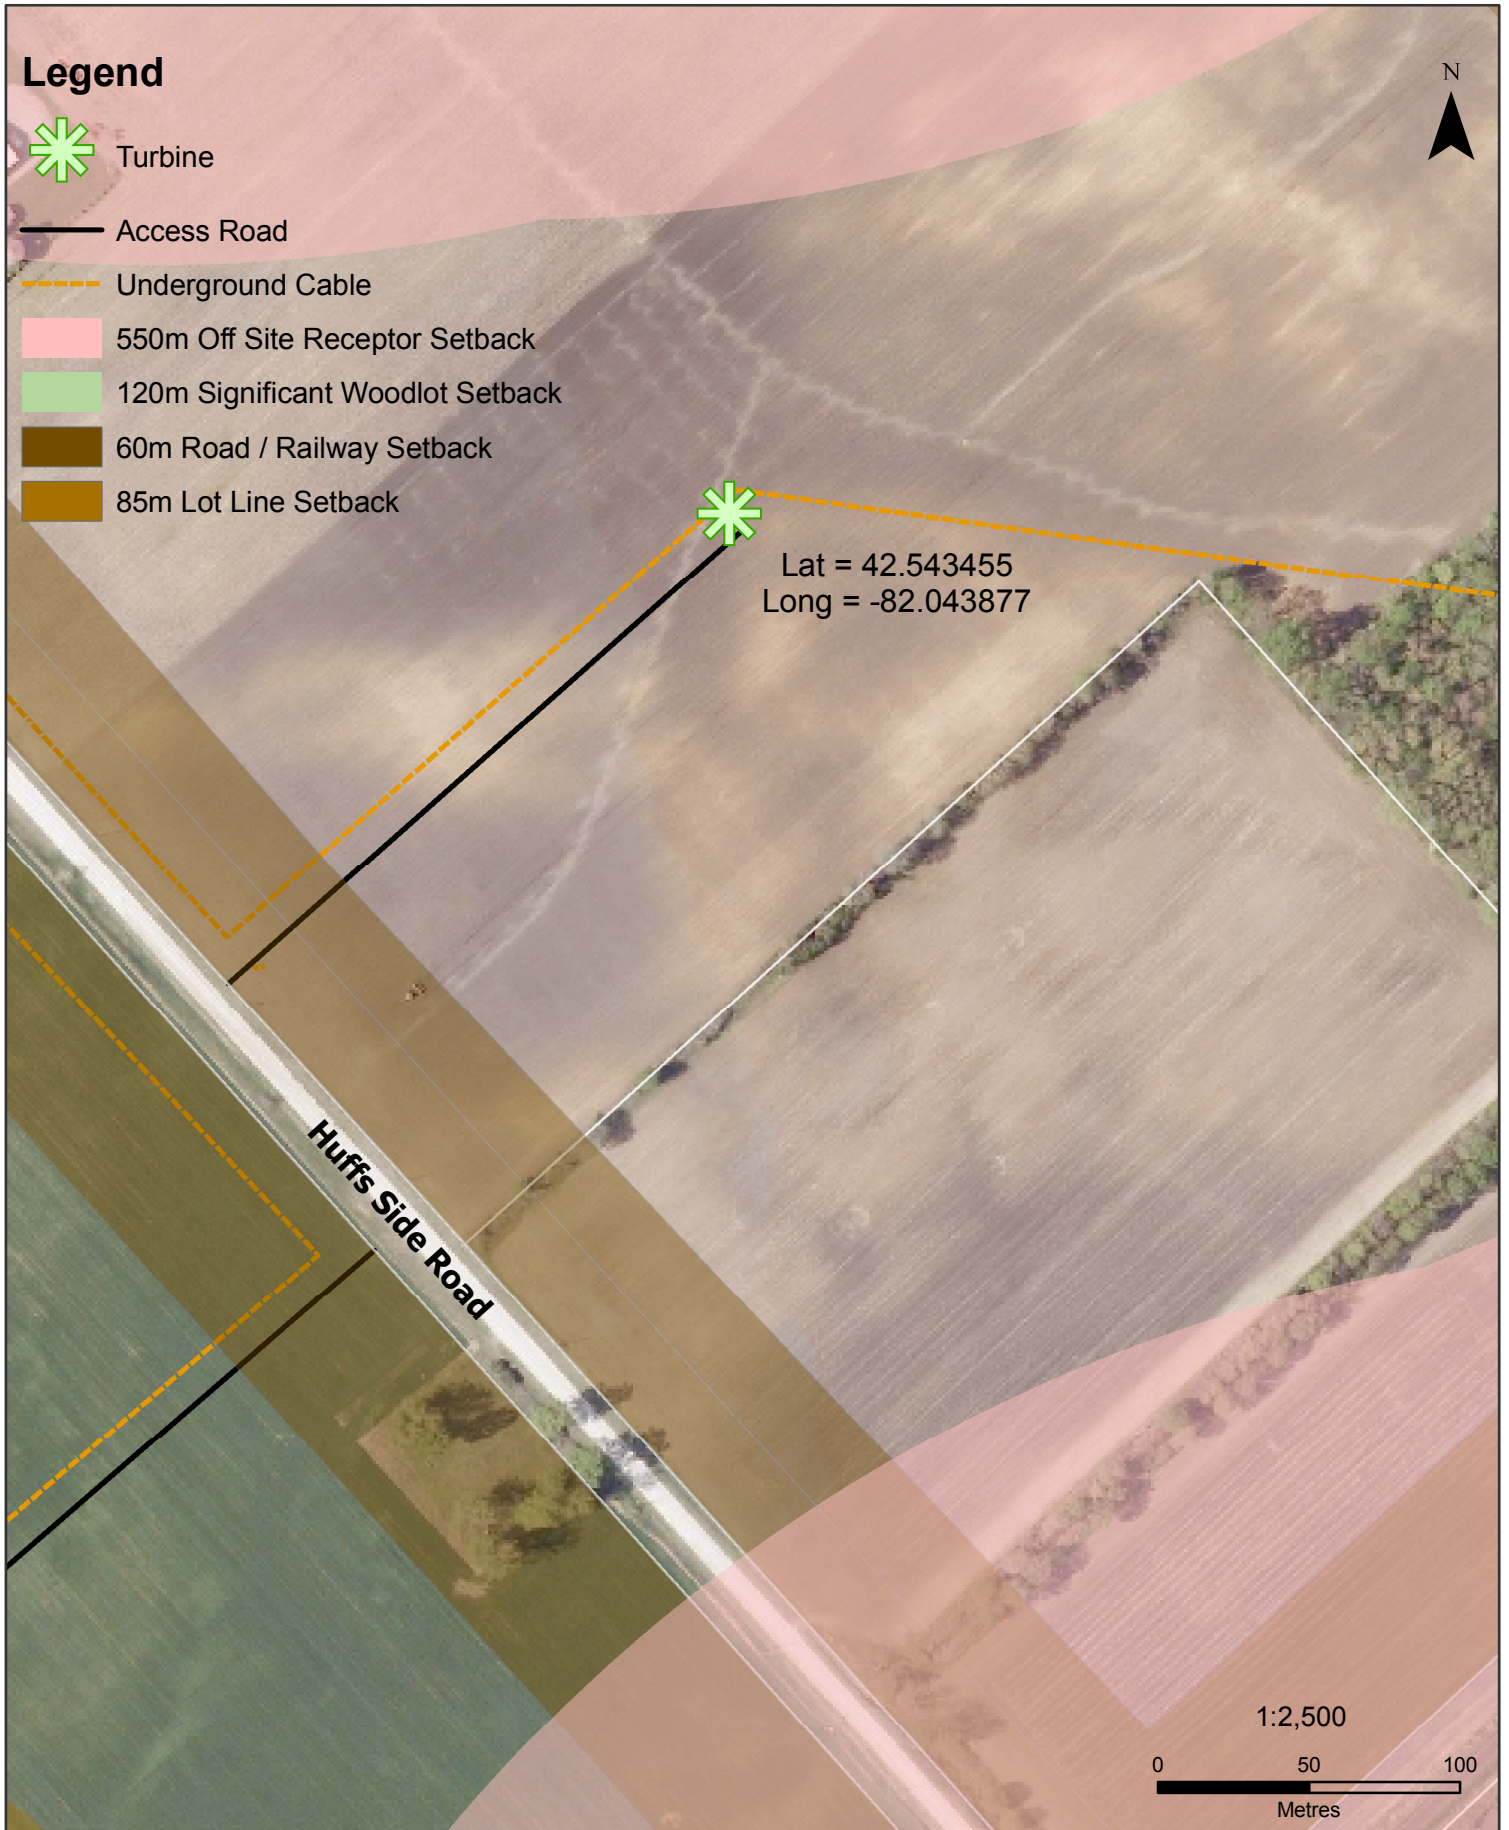 Legend
Turbine
Access Road
Underground Cable
550m Off Site Receptor Setback
120m Significant Woodlot Setback
60m Road / Railway Setback
85m Lot Line Setback
N
Lat = 42.543455
Long = -82.043877
Huffs Side Road
1:2,500
0 50 100
Metres